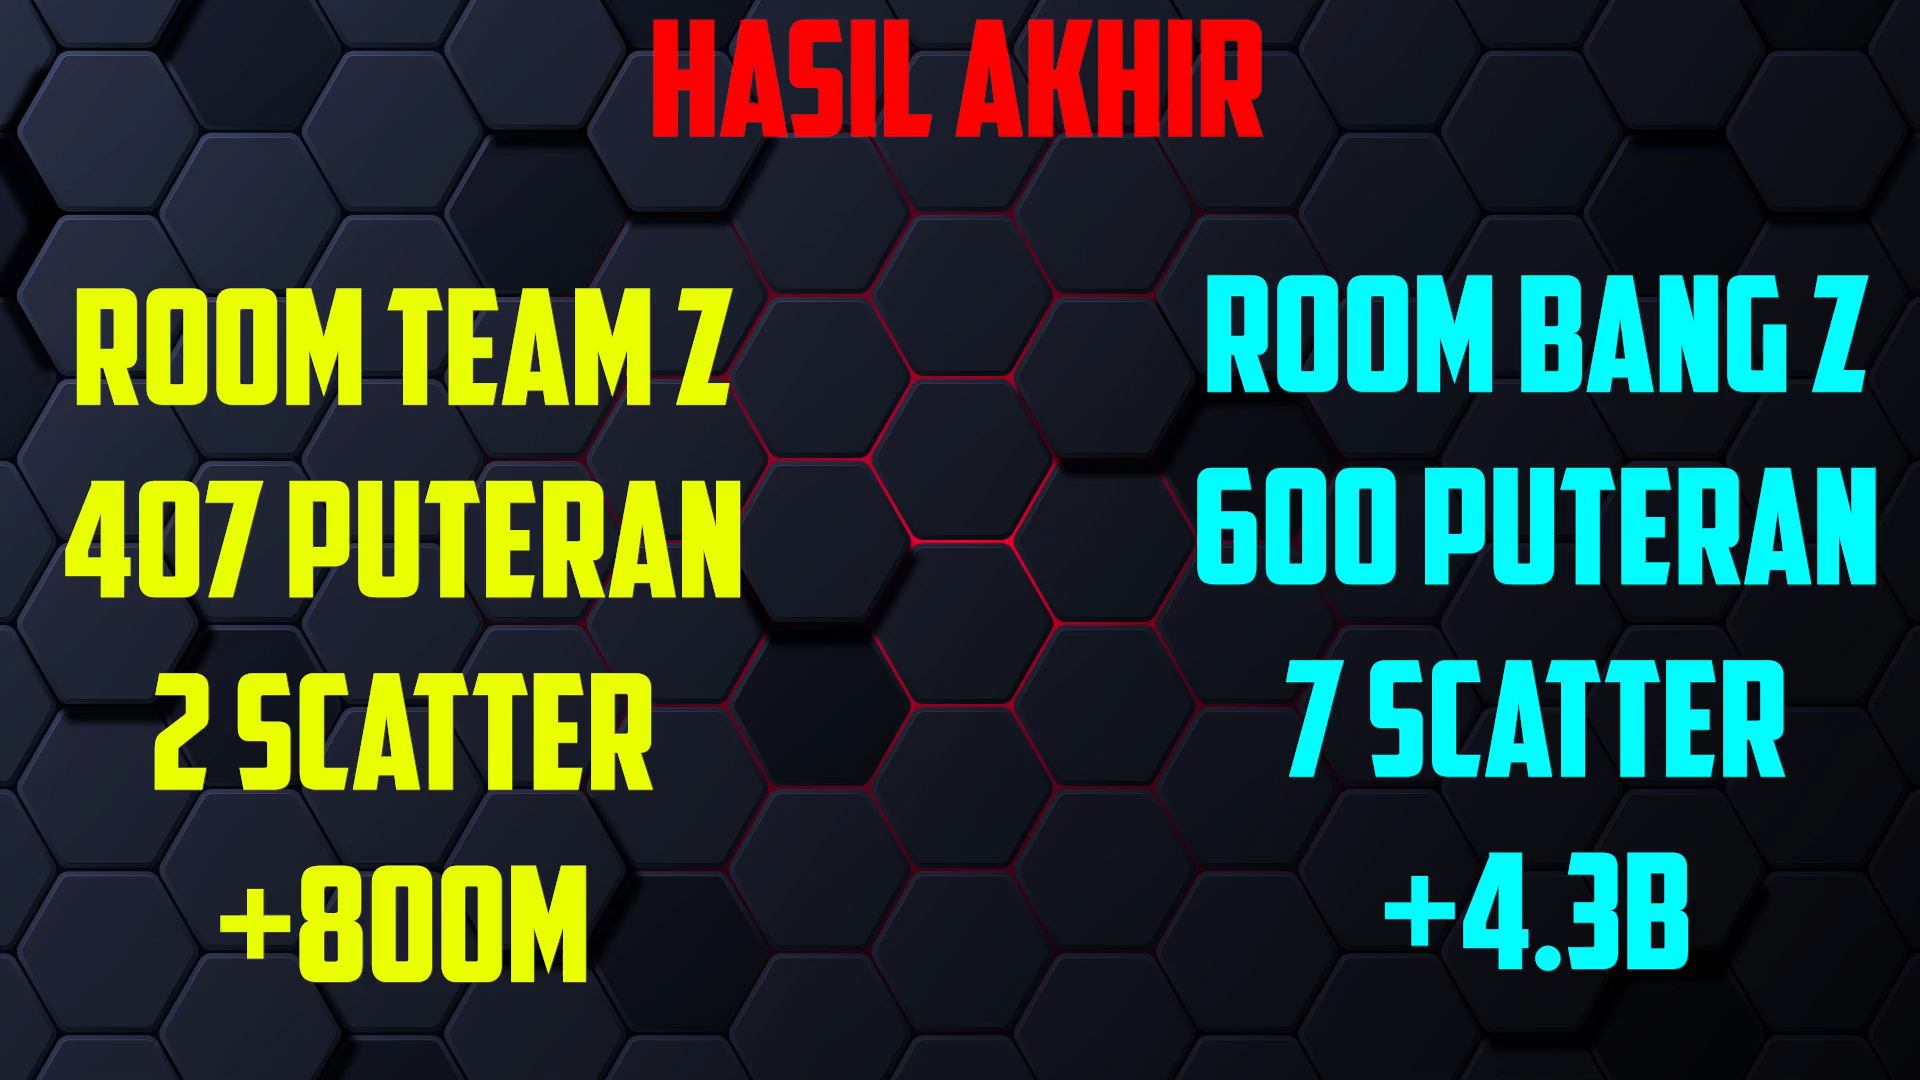 HASIL AKHIR
ROOM TEAM Z
407 PUTERAN
2 SCATTER
+800M
ROOM BANG Z
600 PUTERAN
7 SCATTER
+4.3B